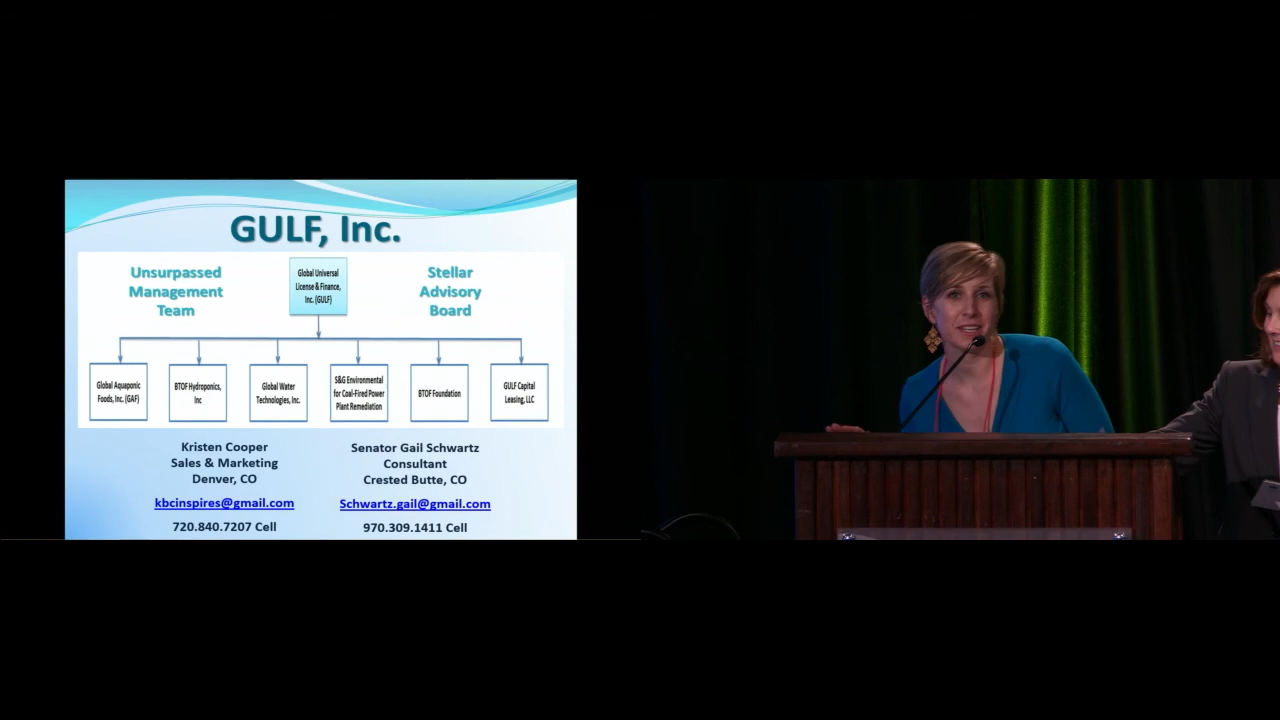 GULF, Inc.
Unsurpassed
Management
Team
Global Universal
License & Finance,
Inc. (GULF)
Stellar
Advisory
Board
Global Aquaponic
Foods, Inc. (GAF)
BTOF Hydroponics,
Inc
Global Water
Technologies, Inc.
S&G Environmental
for Coal-Fired Power
Plant Remediation
BTOF Foundation
GULF Capital
Leasing, LLC
Kristen Cooper
Sales & Marketing
Denver, CO
kbcinspires@gmail.com
720.840.7207 Cell
Senator Gail Schwartz
Consultant
Crested Butte, CO
Schwartz.gail@gmail.com
970.309.1411 Cell